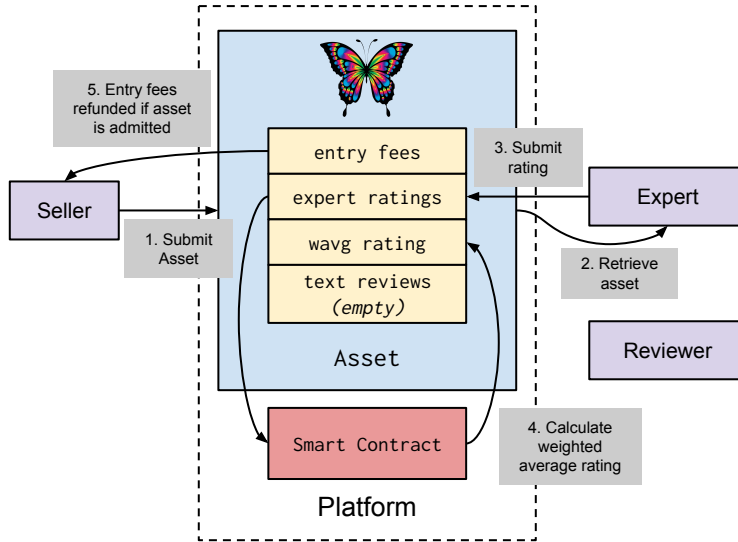 5. Entry fees
refunded if asset
is admitted
entry fees
3. Submit
rating
Seller
expert ratings
Expert
1. Submit
Asset
wavg rating
2. Retrieve
asset
text reviews
(empty)
Asset
Reviewer
Smart Contract
4. Calculate
weighted
average rating
Platform